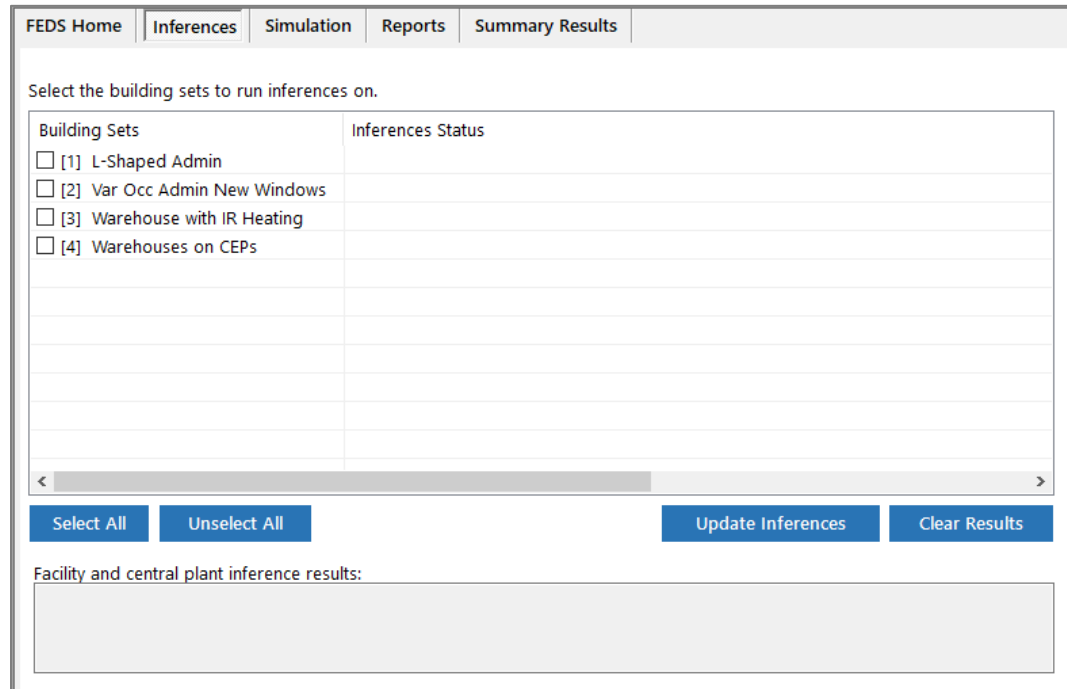 FEDS Home Inferences Simulation Reports Summary Results
Select the building sets to run inferences on.
Building Sets Inferences Status
[1] L-Shaped Admin
[2] Var Occ Admin New Windows
[3] Warehouse with IR Heating
[4] Warehouses on CEPs
Select All Unselect All Update Inferences Clear Results
Facility and central plant inference results: